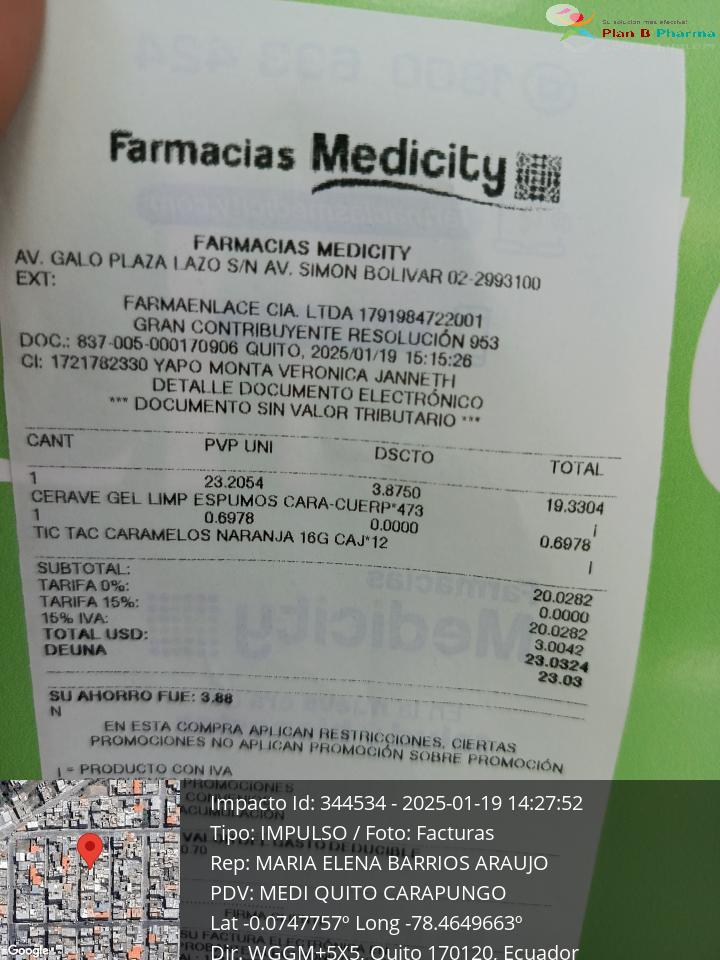 Su solucion mas efectiva!
Plan B Pharma
Farmacias Medicity
FARMACIAS MEDICITY
AV. GALO PLAZA LAZO S/N AV. SIMON BOLIVAR 02-2993100
EXT:
FARMAENLACE CIA. LTDA 1791984722001
GRAN CONTRIBUYENTE RESOLUCIÓN 953
DOC.: 837-005-000170906 QUITO, 2025/01/19 15:15:26
CI: 1721782330 YAPO MONTA VERONICA JANNETH
DETALLE DOCUMENTO ELECTRÓNICO
*** DOCUMENTO SIN VALOR TRIBUTARIO ***
CANT PVP UNI DSCTO TOTAL
1 23.2054 3.8750 19.3304
CERAVE GEL LIMP ESPUMOS CARA-CUERP*473 i
1 0.6978 0.0000 0.6978
TIC TAC CARAMELOS NARANJA 16G CAJ*12 i
SUBTOTAL: 20.0282
TARIFA 0%: 0.0000
TARIFA 15%: 20.0282
15% IVA: 3.0042
TOTAL USD: 23.0324
DEUNA 23.03
SU AHORRO FUE: 3.88
N
EN ESTA COMPRA APLICAN RESTRICCIONES, CIERTAS
PROMOCIONES NO APLICAN PROMOCIÓN SOBRE PROMOCIÓN
i = PRODUCTO CON IVA
PROMOCIONES
Impacto Id: 344534 - 2025-01-19 14:27:52
Tipo: IMPULSO / Foto: Facturas
Rep: MARIA ELENA BARRIOS ARAUJO
PDV: MEDI QUITO CARAPUNGO
Lat -0.0747757º Long -78.4649663º
Dir. WGGM+5X5, Quito 170120, Ecuador
Google